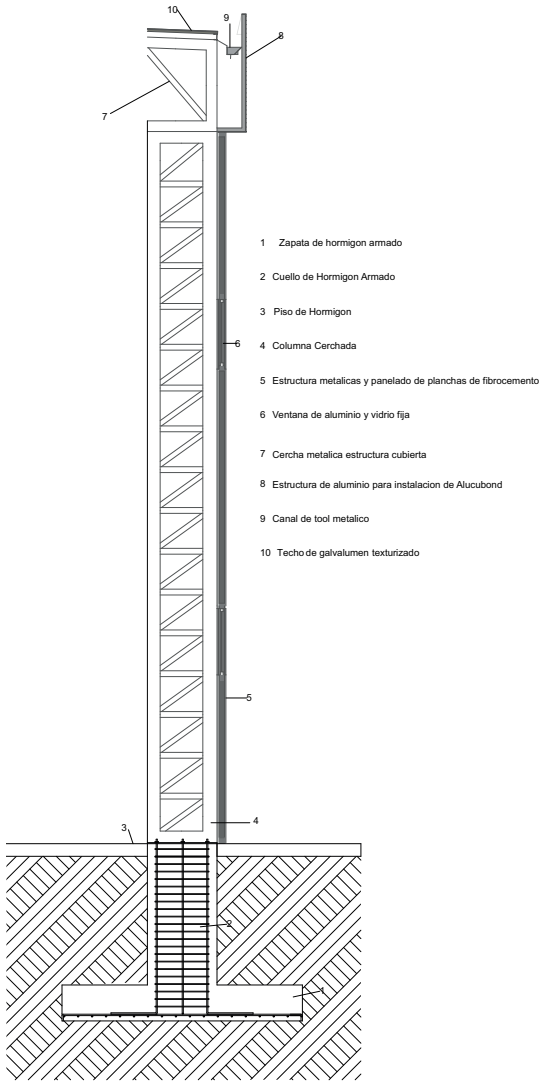 10
9
8
7
1 Zapata de hormigon armado
2 Cuello de Hormigon Armado
3 Piso de Hormigon
6
4 Columna Cerchada
5 Estructura metalicas y panelado de planchas de fibrocemento
6 Ventana de aluminio y vidrio fija
7 Cercha metalica estructura cubierta
8 Estructura de aluminio para instalacion de Alucubond
9 Canal de tool metalico
10 Techo de galvalumen texturizado
5
4
3
2
1